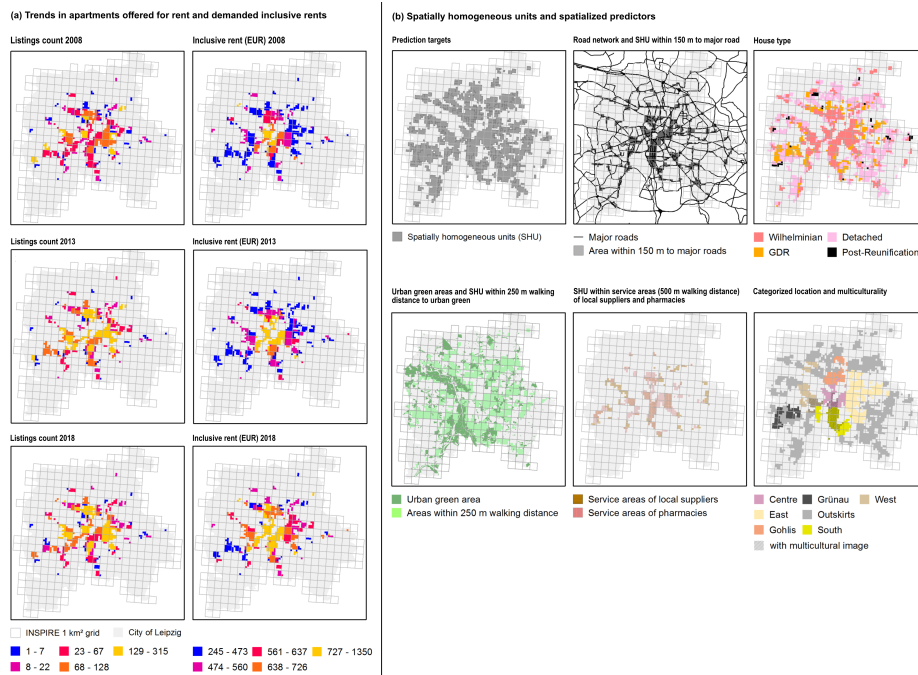 (a) Trends in apartments offered for rent and demanded inclusive rents
Listings count 2008
Inclusive rent (EUR) 2008
Listings count 2013
Inclusive rent (EUR) 2013
Listings count 2018
Inclusive rent (EUR) 2018
INSPIRE 1 km² grid
City of Leipzig
1 - 7
23 - 67
129 - 315
8 - 22
68 - 128
245 - 473
561 - 637
727 - 1350
474 - 560
638 - 726
(b) Spatially homogeneous units and spatialized predictors
Prediction targets
Road network and SHU within 150 m to major road
House type
Spatially homogeneous units (SHU)
Major roads
Area within 150 m to major roads
Wilhelminian
Detached
GDR
Post-Reunification
Urban green areas and SHU within 250 m walking
distance to urban green
SHU within service areas (500 m walking distance)
of local suppliers and pharmacies
Categorized location and multiculturality
Urban green area
Areas within 250 m walking distance
Service areas of local suppliers
Service areas of pharmacies
Centre
Grünau
West
East
Outskirts
Gohlis
South
with multicultural image